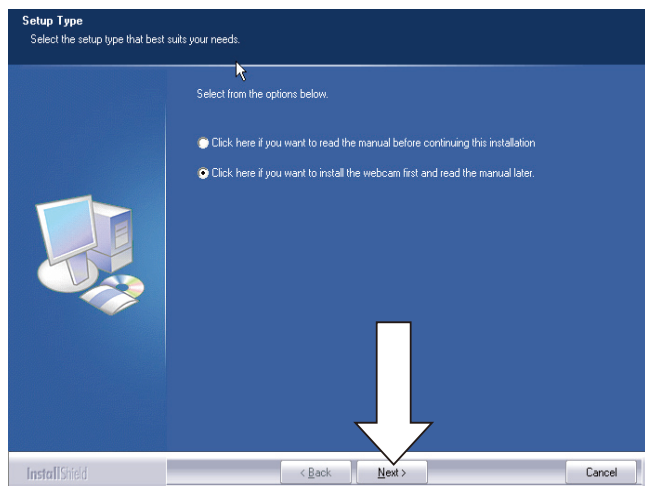 Setup Type
Select the setup type that best suits your needs.
Select from the options below.
Click here if you want to read the manual before continuing this installation
Click here if you want to install the webcam first and read the manual later.
InstallShield
< Back
Next >
Cancel